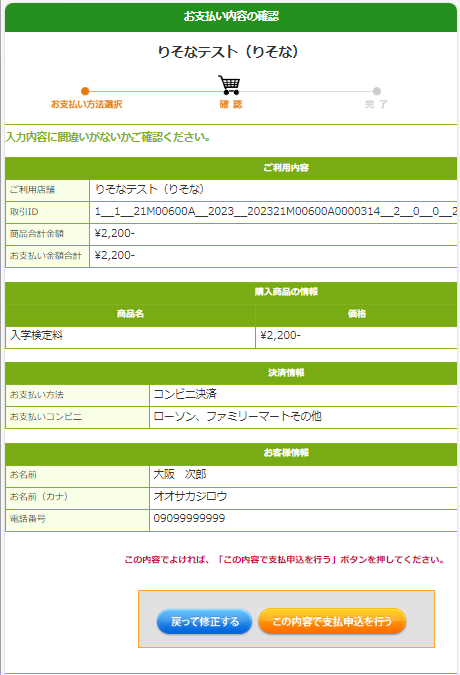 お支払い内容の確認
りそなテスト（りそな）
お支払い方法選択 確 認 完 了
入力内容に間違いがないかご確認ください。
ご利用内容
ご利用店舗 りそなテスト（りそな）
取引ID 1__1__21M00600A__2023__202321M00600A0000314__2__0__0__2
商品合計金額 ¥2,200-
お支払い金額合計 ¥2,200-
購入商品の情報
商品名 価格
入学検定料 ¥2,200-
決済情報
お支払い方法 コンビニ決済
お支払いコンビニ ローソン、ファミリーマートその他
お客様情報
お名前 大阪　次郎
お名前（カナ） オオサカジロウ
電話番号 09099999999
この内容でよければ、「この内容で支払申込を行う」ボタンを押してください。
戻って修正する この内容で支払申込を行う